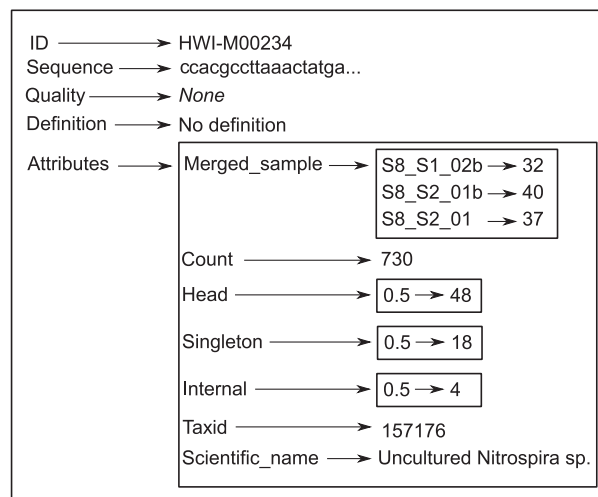 ID HWI-M00234
Sequence ccacgccttaaactatga...
Quality None
Definition No definition
Attributes Merged_sample S8_S1_02b 32
S8_S2_01b 40
S8_S2_01 37
Count 730
Head 0.5 48
Singleton 0.5 18
Internal 0.5 4
Taxid 157176
Scientific_name Uncultured Nitrospira sp.